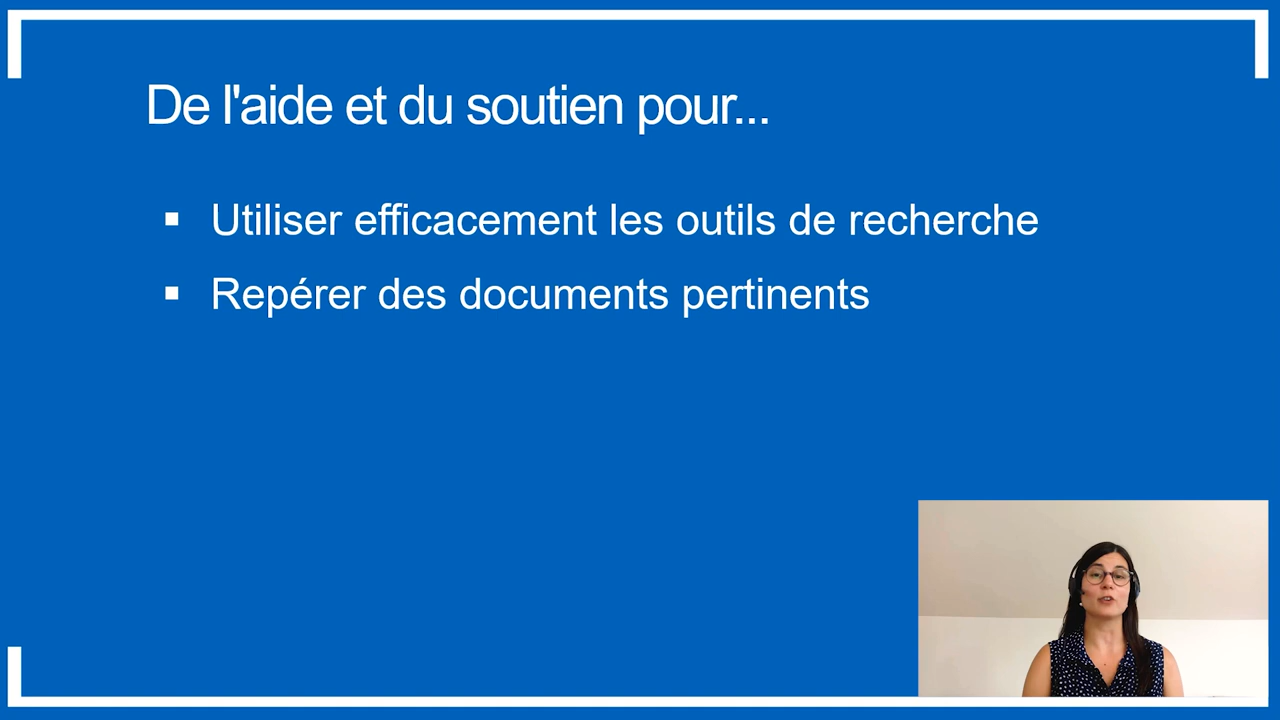 De l'aide et du soutien pour...
▪ Utiliser efficacement les outils de recherche
▪ Repérer des documents pertinents